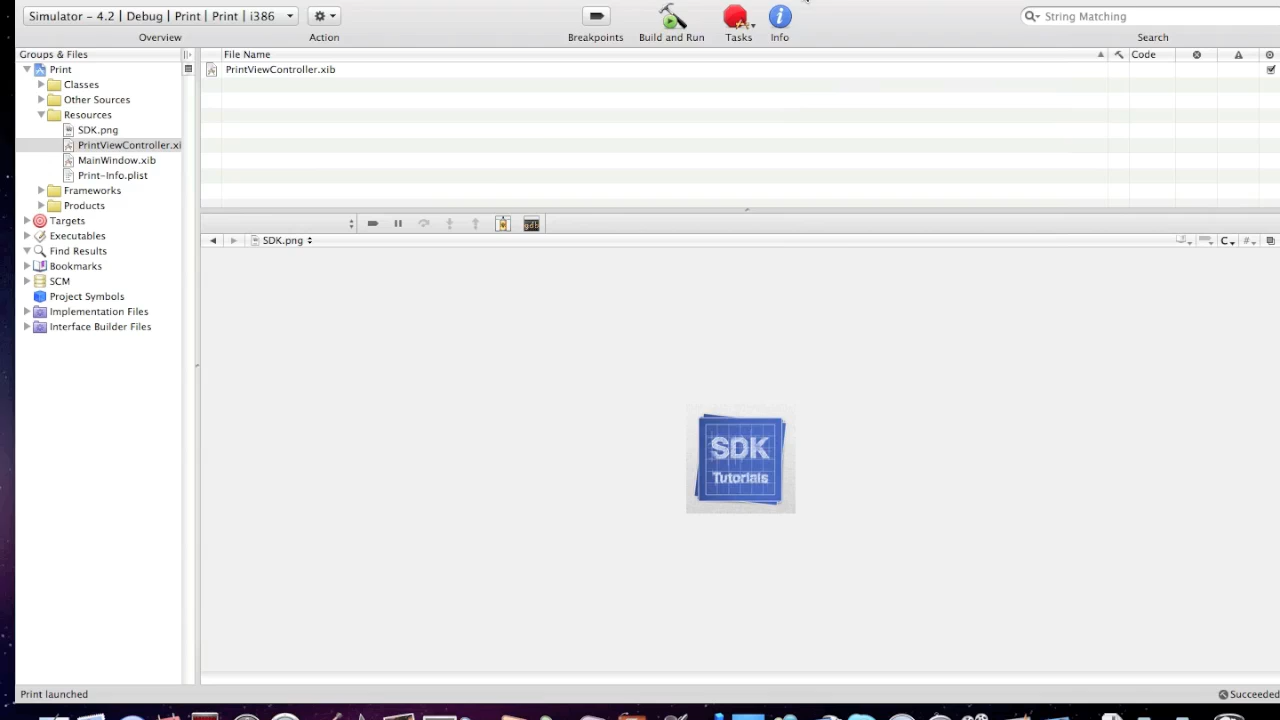 Simulator - 4.2 | Debug | Print | Print | i386
String Matching
Overview
Action
Breakpoints
Build and Run
Tasks
Info
Search
Groups & Files
File Name
Code
Print
PrintViewController.xib
Classes
Other Sources
Resources
SDK.png
PrintViewController.xi
MainWindow.xib
Print-Info.plist
Frameworks
Products
Targets
Executables
Find Results
Bookmarks
SCM
Project Symbols
Implementation Files
Interface Builder Files
gdb
SDK.png
C
#
SDK
Tutorials
Print launched
Succeeded